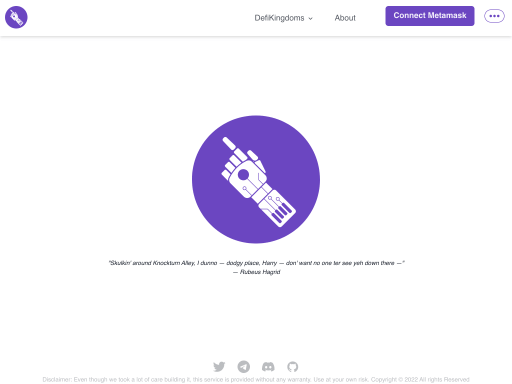 DefiKingdoms
About
Connect Metamask
"Skulkin' around Knockturn Alley, I dunno — dodgy place, Harry — don' want no one ter see yeh down there —"
— Rubeus Hagrid
Disclaimer: Even though we took a lot of care building it, this service is provided without any warranty. Use at your own risk. Copyright © 2022 All rights Reserved